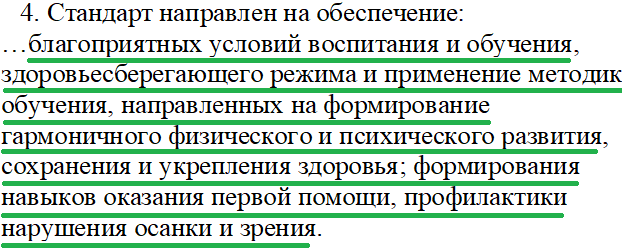 4. Стандарт направлен на обеспечение:
…благоприятных условий воспитания и обучения,
здоровьесберегающего режима и применение методик
обучения, направленных на формирование
гармоничного физического и психического развития,
сохранения и укрепления здоровья; формирования
навыков оказания первой помощи, профилактики
нарушения осанки и зрения.